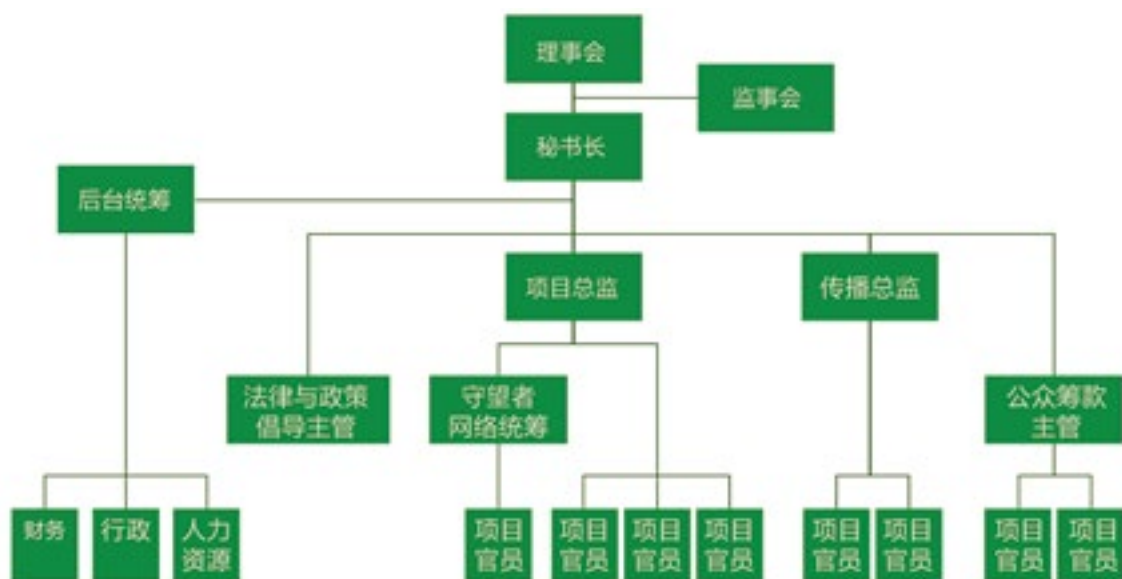 理事会
监事会
秘书长
后台统筹
项目总监
传播总监
法律与政策
倡导主管
守望者
网络统筹
公众筹款
主管
财务
行政
人力
资源
项目
官员
项目
官员
项目
官员
项目
官员
项目
官员
项目
官员
项目
官员
项目
官员